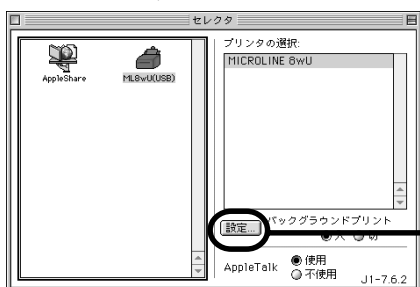 セレクタ
AppleShare
ML8wU(USB)
プリンタの選択:
MICROLINE 8wU
設定...
バックグラウンドプリント
入 切
AppleTalk
使用
不使用
J1-7.6.2